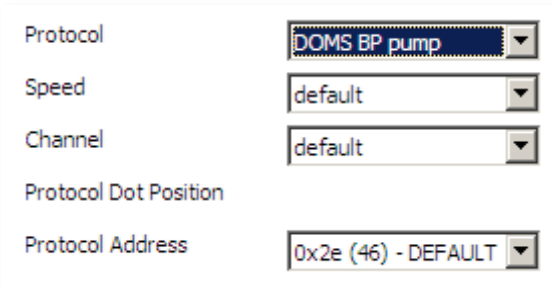 Protocol DOMS BP pump
Speed default
Channel default
Protocol Dot Position
Protocol Address 0x2e (46) - DEFAULT